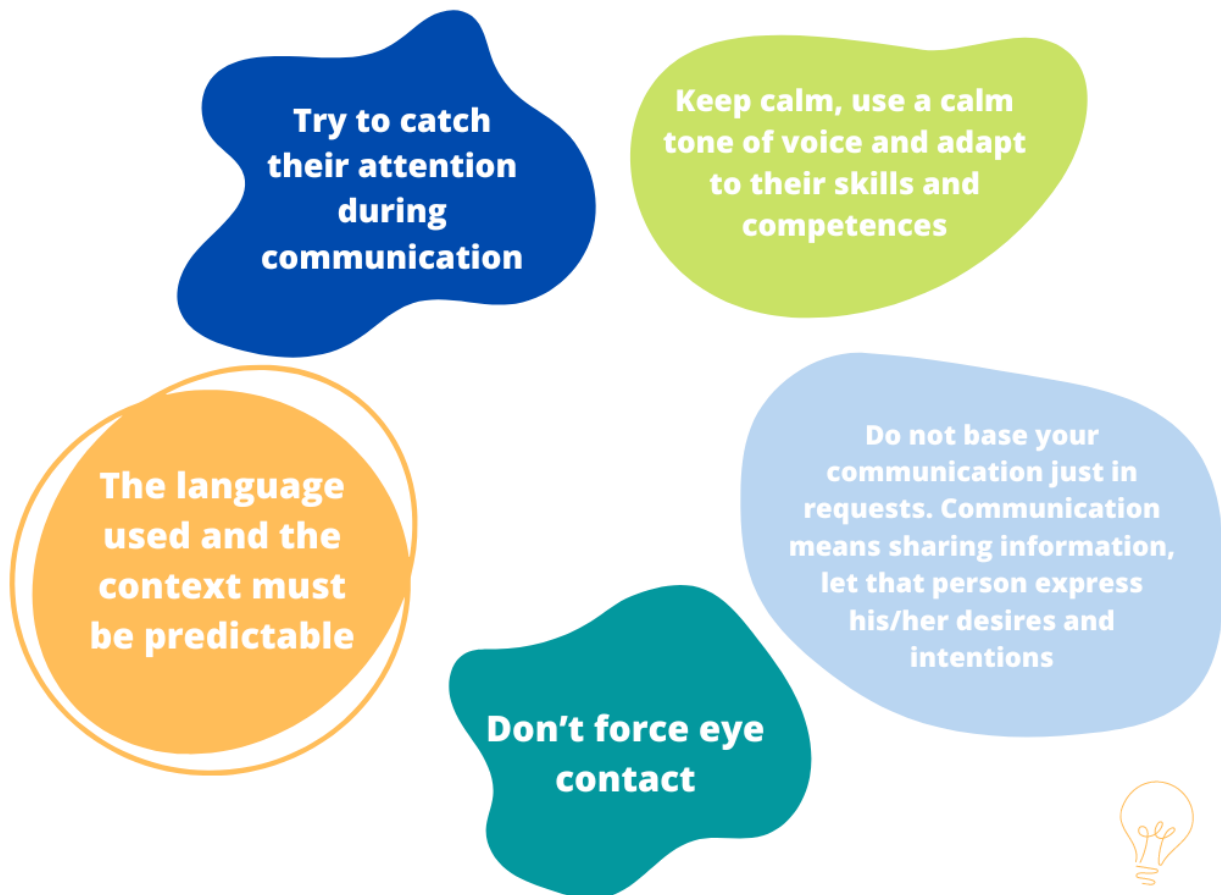 Try to catch
their attention
during
communication
Keep calm, use a calm
tone of voice and adapt
to their skills and
competences
The language
used and the
context must
be predictable
Do not base your
communication just in
requests. Communication
means sharing information,
let that person express
his/her desires and
intentions
Don’t force eye
contact